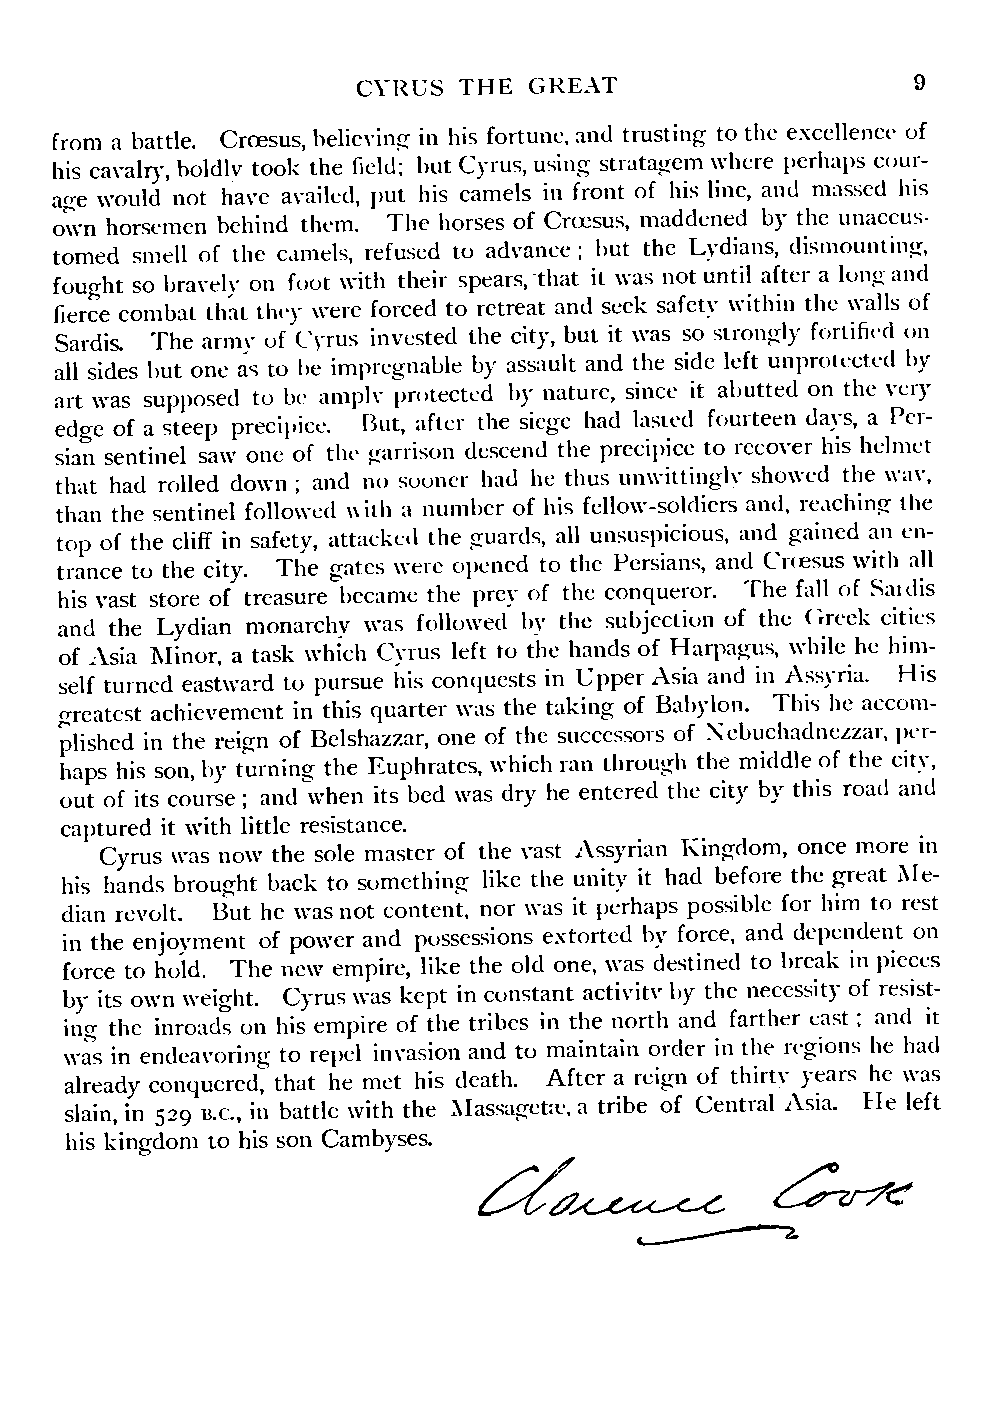 CYRUS THE GREAT 9
from a battle. Crœsus, believing in his fortune, and trusting to the excellence of
his cavalry, boldly took the field; but Cyrus, using stratagem where perhaps cour-
age would not have availed, put his camels in front of his line, and massed his
own horsemen behind them. The horses of Crœsus, maddened by the unaccus-
tomed smell of the camels, refused to advance; but the Lydians, dismounting,
fought so bravely on foot with their spears, that it was not until after a long and
fierce combat that they were forced to retreat and seek safety within the walls of
Sardis. The army of Cyrus invested the city, but it was so strongly fortified on
all sides but one as to be impregnable by assault and the side left unprotected by
art was supposed to be amply protected by nature, since it abutted on the very
edge of a steep precipice. But, after the siege had lasted fourteen days, a Per-
sian sentinel saw one of the garrison descend the precipice to recover his helmet
that had rolled down; and no sooner had he thus unwittingly showed the way,
than the sentinel followed with a number of his fellow-soldiers and, reaching the
top of the cliff in safety, attacked the guards, all unsuspicious, and gained an en-
trance to the city. The gates were opened to the Persians, and Crœsus with all
his vast store of treasure became the prey of the conqueror. The fall of Sardis
and the Lydian monarchy was followed by the subjection of the Greek cities
of Asia Minor, a task which Cyrus left to the hands of Harpagus, while he him-
self turned eastward to pursue his conquests in Upper Asia and in Assyria. His
greatest achievement in this quarter was the taking of Babylon. This he accom-
plished in the reign of Belshazzar, one of the successors of Nebuchadnezzar, per-
haps his son, by turning the Euphrates, which ran through the middle of the city,
out of its course; and when its bed was dry he entered the city by this road and
captured it with little resistance.
Cyrus was now the sole master of the vast Assyrian Kingdom, once more in
his hands brought back to something like the unity it had before the great Me-
dian revolt. But he was not content, nor was it perhaps possible for him to rest
in the enjoyment of power and possessions extorted by force, and dependent on
force to hold. The new empire, like the old one, was destined to break in pieces
by its own weight. Cyrus was kept in constant activity by the necessity of resist-
ing the inroads on his empire of the tribes in the north and farther east; and it
was in endeavoring to repel invasion and to maintain order in the regions he had
already conquered, that he met his death. After a reign of thirty years he was
slain, in 529 B.C., in battle with the Massagetæ, a tribe of Central Asia. He left
his kingdom to his son Cambyses.
Clarence Cook